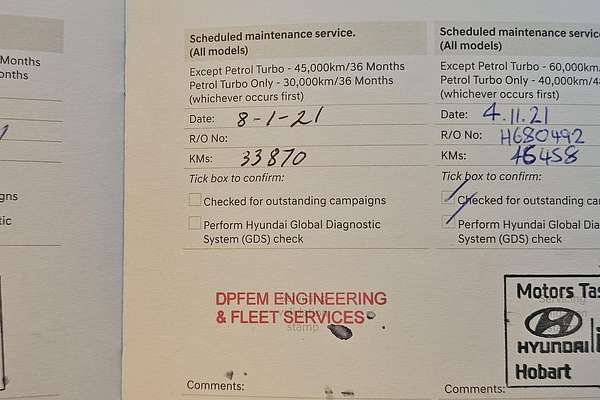 Months
onths
gns
tic
Scheduled maintenance service.
(All models)
Except Petrol Turbo - 45,000km/36 Months
Petrol Turbo Only - 30,000km/36 Months
(whichever occurs first)
Date: 8-1-21
R/O No:
KMs: 33870
Tick box to confirm:
Checked for outstanding campaigns
Perform Hyundai Global Diagnostic
System (GDS) check
DPFEM ENGINEERING
& FLEET SERVICES
stamp
Comments:
Scheduled maintenance service
(All models)
Except Petrol Turbo - 60,000km
Petrol Turbo Only - 40,000km/48
(whichever occurs first)
Date: 4.11.21
R/O No: H680492
KMs: 46458
Tick box to confirm:
Checked for outstanding cam
Perform Hyundai Global Dia
System (GDS) check
Motors Tas
Servicing
HYUNDAI
Hobart
Comments: